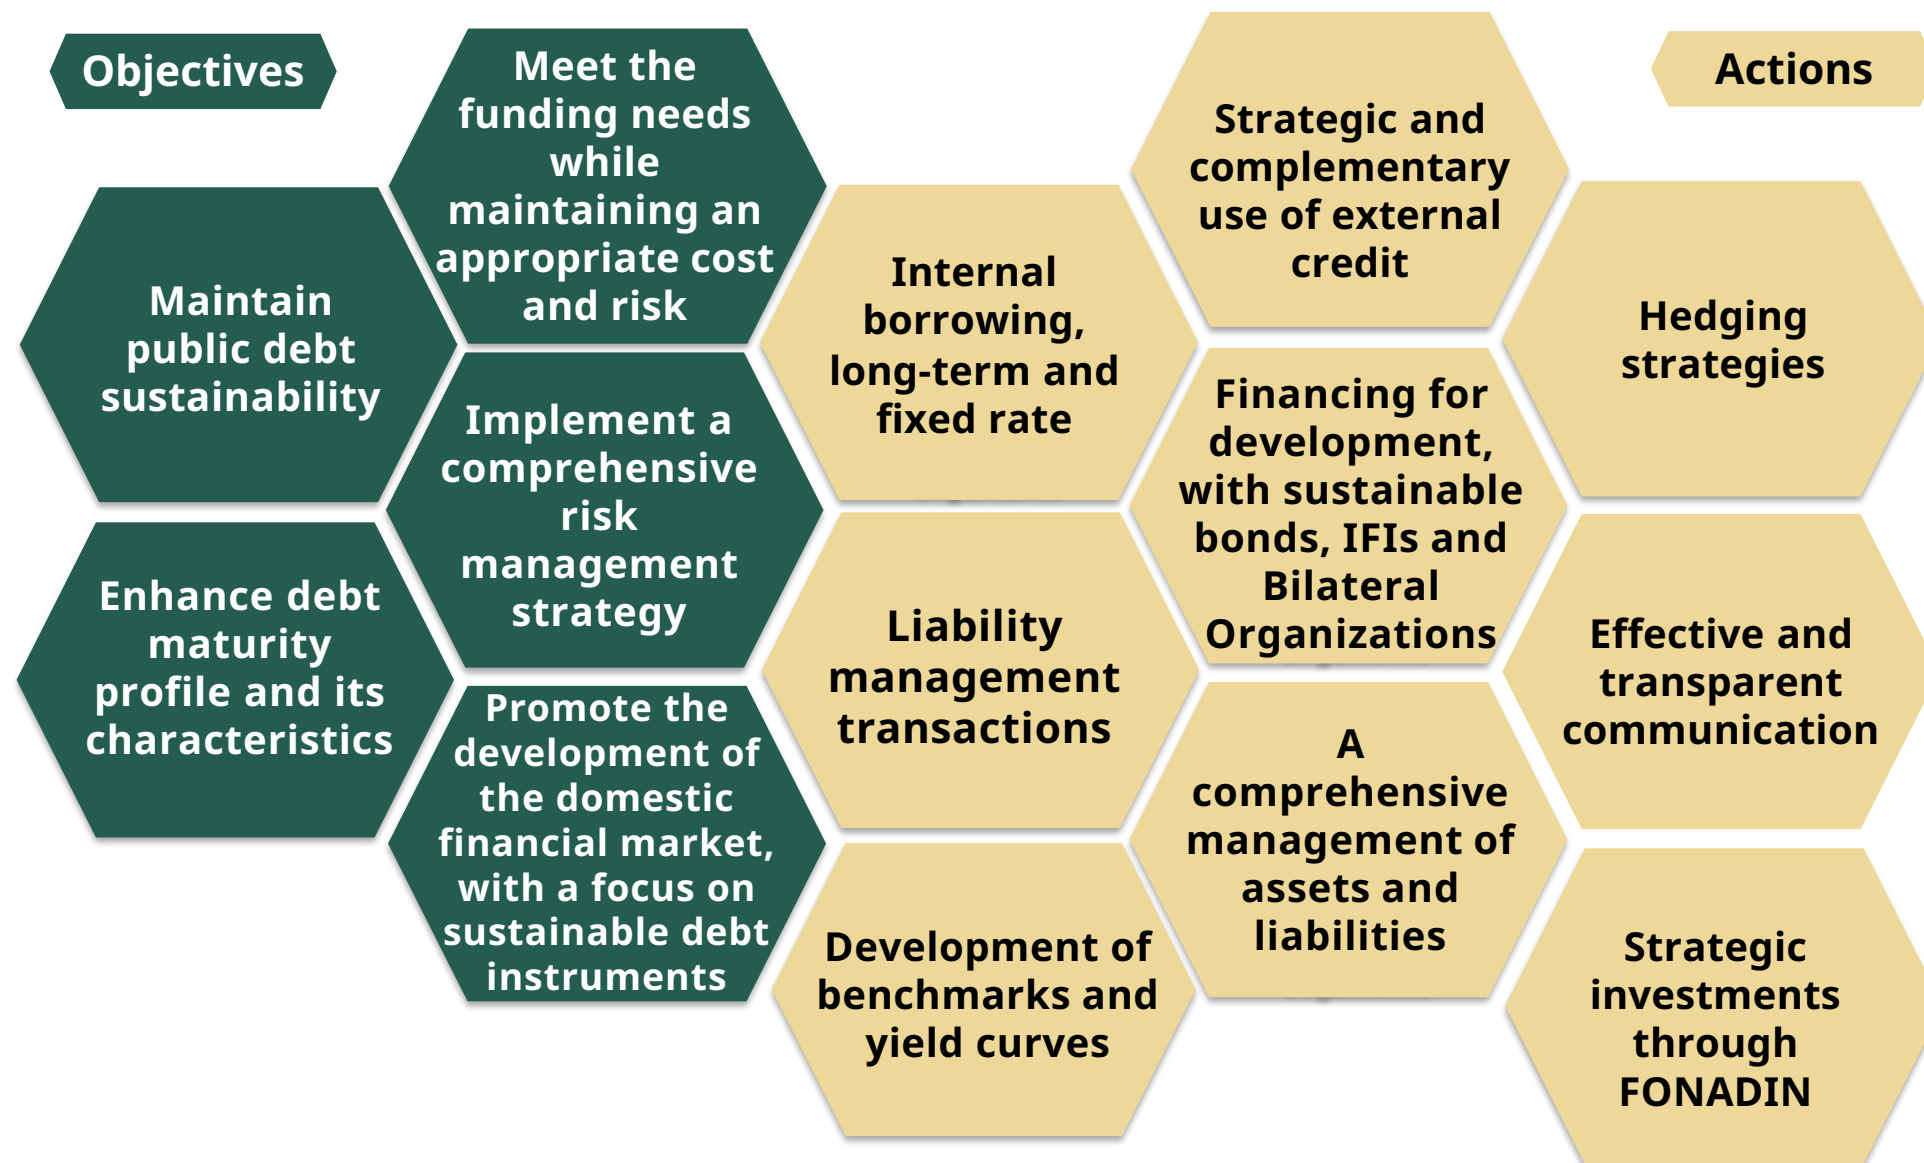 Objectives
Meet the
funding needs
while
maintaining an
appropriate cost
and risk
Maintain
public debt
sustainability
Implement a
comprehensive
risk
management
strategy
Enhance debt
maturity
profile and its
characteristics
Promote the
development of
the domestic
financial market,
with a focus on
sustainable debt
instruments
Actions
Internal
borrowing,
long-term and
fixed rate
Liability
management
transactions
Development of
benchmarks and
yield curves
Strategic and
complementary
use of external
credit
Financing for
development,
with sustainable
bonds, IFIs and
Bilateral
Organizations
A
comprehensive
management of
assets and
liabilities
Hedging
strategies
Effective and
transparent
communication
Strategic
investments
through
FONADIN